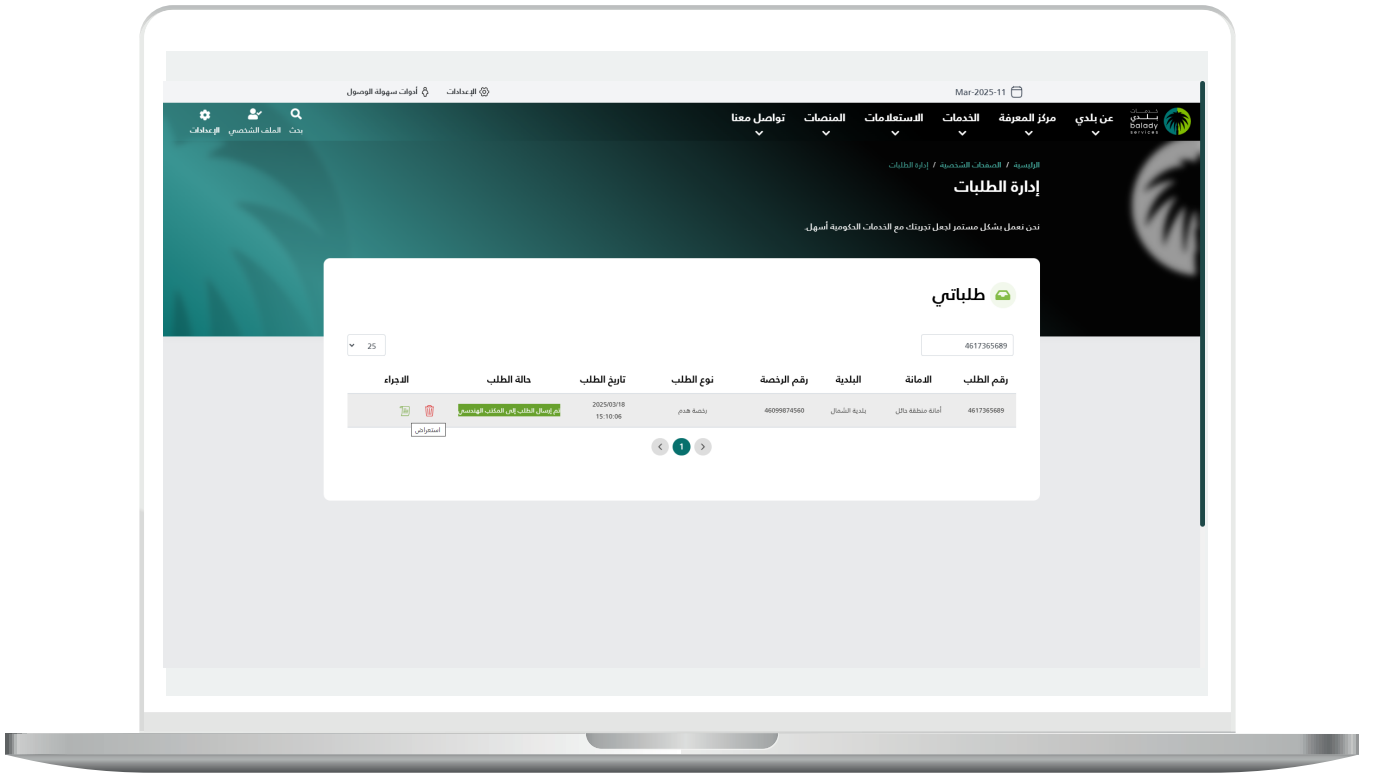 11-Mar-2025
الإعدادات
أدوات سهولة الوصول
خدمات
بلدي
balady
services
عن بلدي
مركز المعرفة
الخدمات
الاستعلامات
المنصات
تواصل معنا
بحث
الملف الشخصي
الإعدادات
الرئيسية / الصفحات الشخصية / إدارة الطلبات
إدارة الطلبات
نحن نعمل بشكل مستمر لجعل تجربتك مع الخدمات الحكومية أسهل.
طلباتي
4617365689
25
رقم الطلب الامانة البلدية رقم الرخصة نوع الطلب تاريخ الطلب حالة الطلب الاجراء
4617365689 أمانة منطقة حائل بلدية الشمال 46099874560 رخصة هدم 2025/03/18 15:10:06 تم إرسال الطلب إلى المكتب الهندسي
استعراض
1